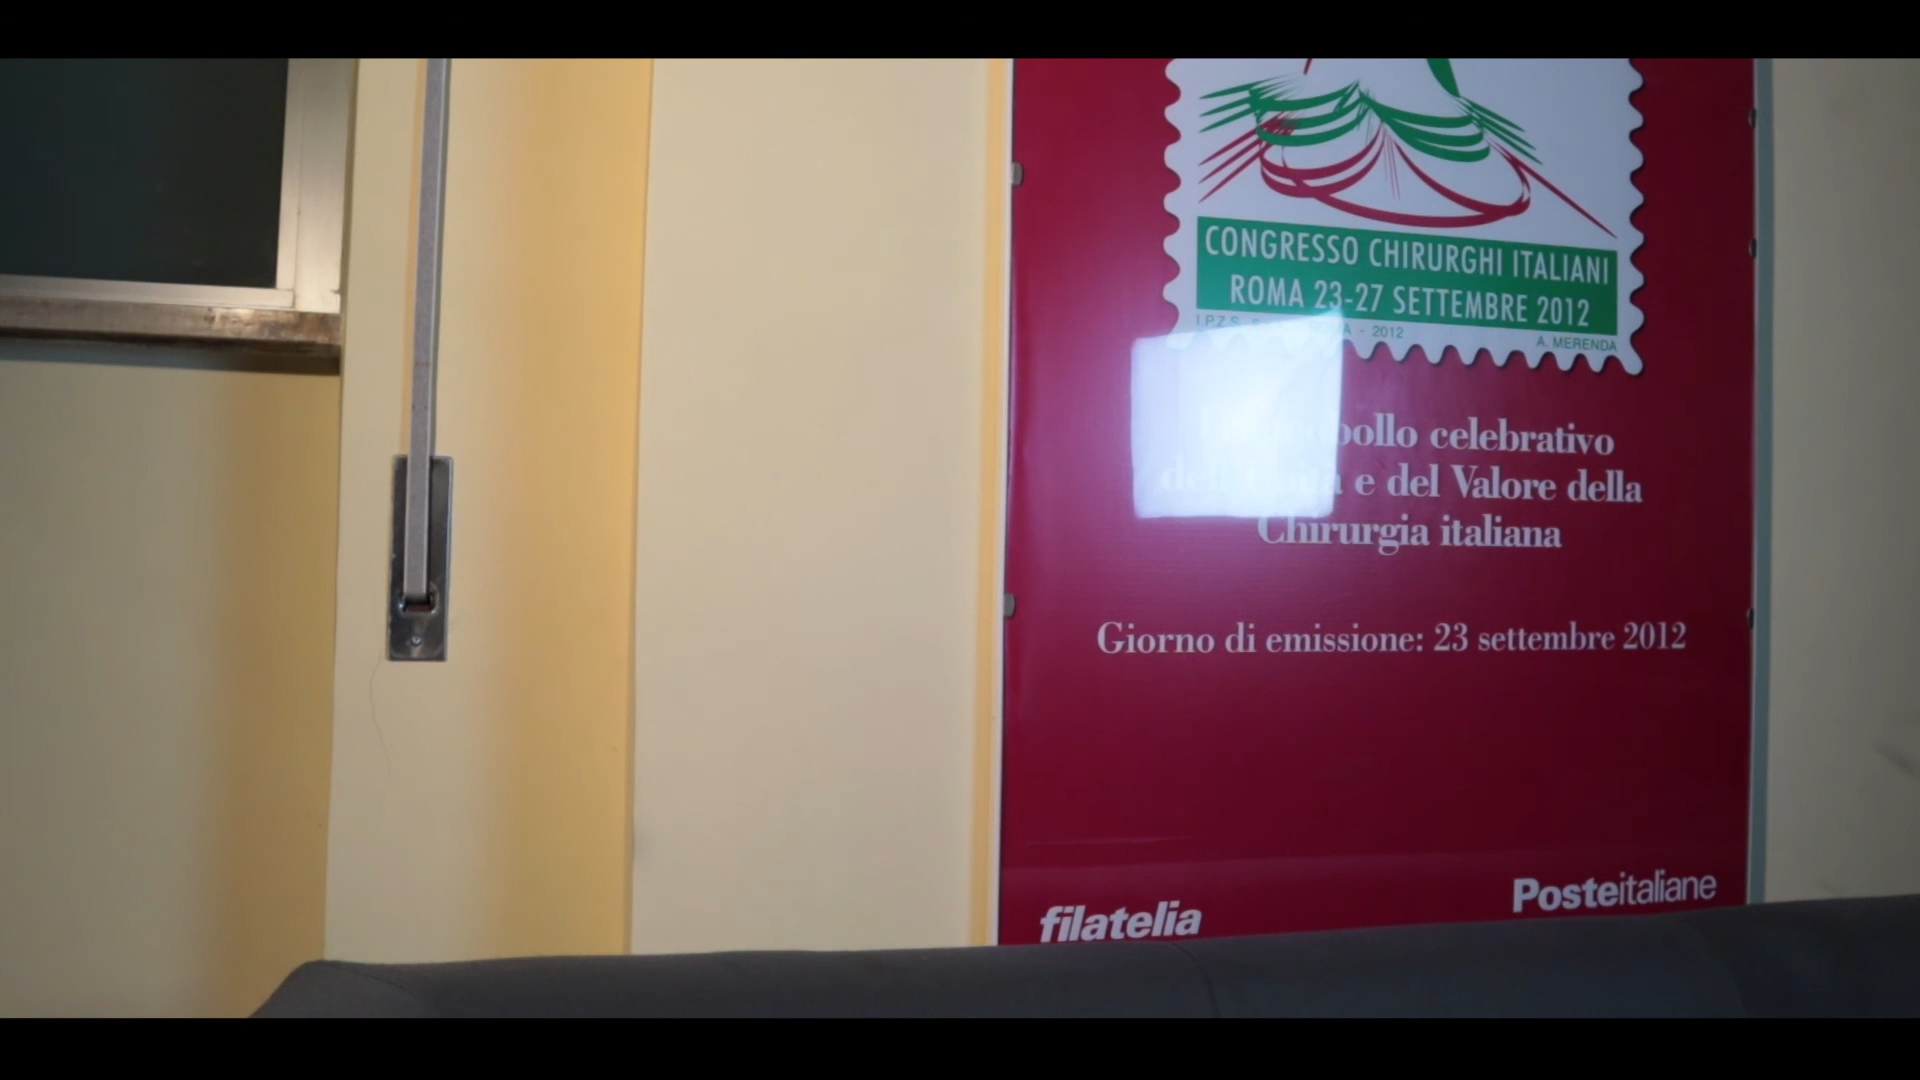 CONGRESSO CHIRURGHI ITALIANI
ROMA 23-27 SETTEMBRE 2012
I.P.Z.S. - 2012
A. MERENDA
celebrativo
e del Valore della
Chirurgia italiana
Giorno di emissione: 23 settembre 2012
filatelia
Posteitaliane